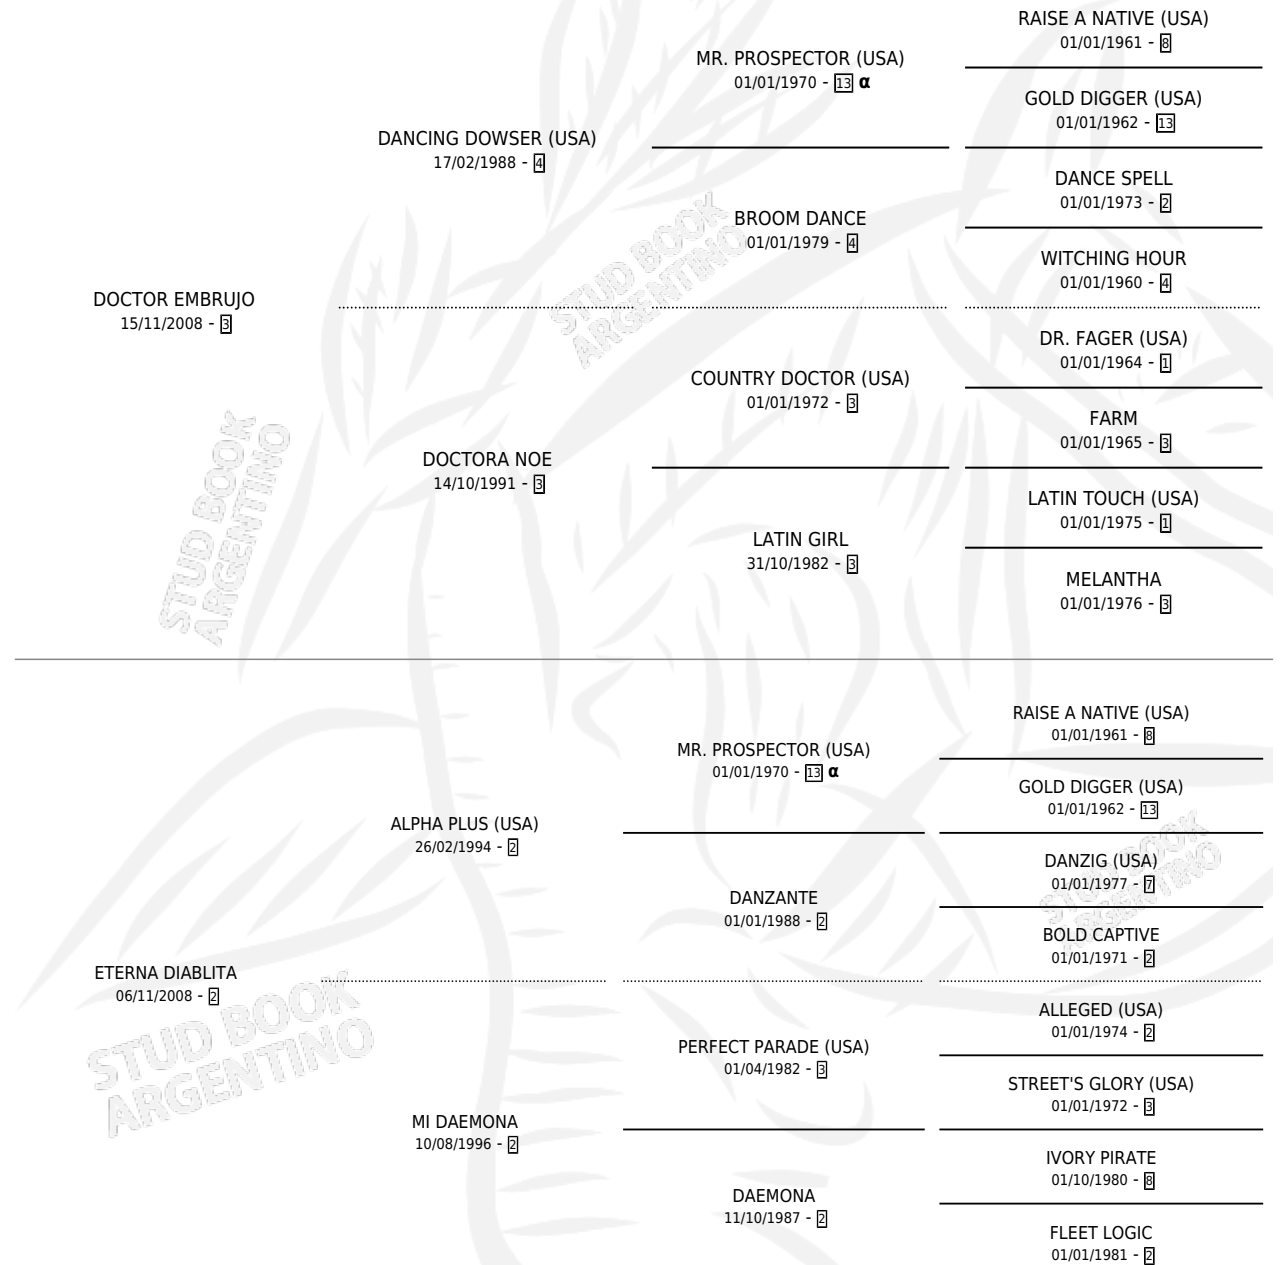 RAISE A NATIVE (USA)
01/01/1961 - 8
MR. PROSPECTOR (USA)
01/01/1970 - 13 α
GOLD DIGGER (USA)
01/01/1962 - 13
DANCING DOWSER (USA)
17/02/1988 - 4
DANCE SPELL
01/01/1973 - 2
BROOM DANCE
01/01/1979 - 4
WITCHING HOUR
01/01/1960 - 4
STUD BOOK
ARGENTINO
DOCTOR EMBRUJO
15/11/2008 - 3
DR. FAGER (USA)
01/01/1964 - 1
COUNTRY DOCTOR (USA)
01/01/1972 - 3
FARM
01/01/1965 - 3
DOCTORA NOE
14/10/1991 - 3
LATIN TOUCH (USA)
01/01/1975 - 1
LATIN GIRL
31/10/1982 - 3
MELANTHA
01/01/1976 - 3
STUD BOOK
ARGENTINO
RAISE A NATIVE (USA)
01/01/1961 - 8
MR. PROSPECTOR (USA)
01/01/1970 - 13 α
GOLD DIGGER (USA)
01/01/1962 - 13
ALPHA PLUS (USA)
26/02/1994 - 2
DANZIG (USA)
01/01/1977 - 7
DANZANTE
01/01/1988 - 2
BOLD CAPTIVE
01/01/1971 - 2
STUD BOOK
ARGENTINO
ETERNA DIABLITA
06/11/2008 - 2
ALLEGED (USA)
01/01/1974 - 2
PERFECT PARADE (USA)
01/04/1982 - 3
STREET'S GLORY (USA)
01/01/1972 - 3
MI DAEMONA
10/08/1996 - 2
IVORY PIRATE
01/10/1980 - 8
DAEMONA
11/10/1987 - 2
FLEET LOGIC
01/01/1981 - 2
STUD BOOK
ARGENTINO